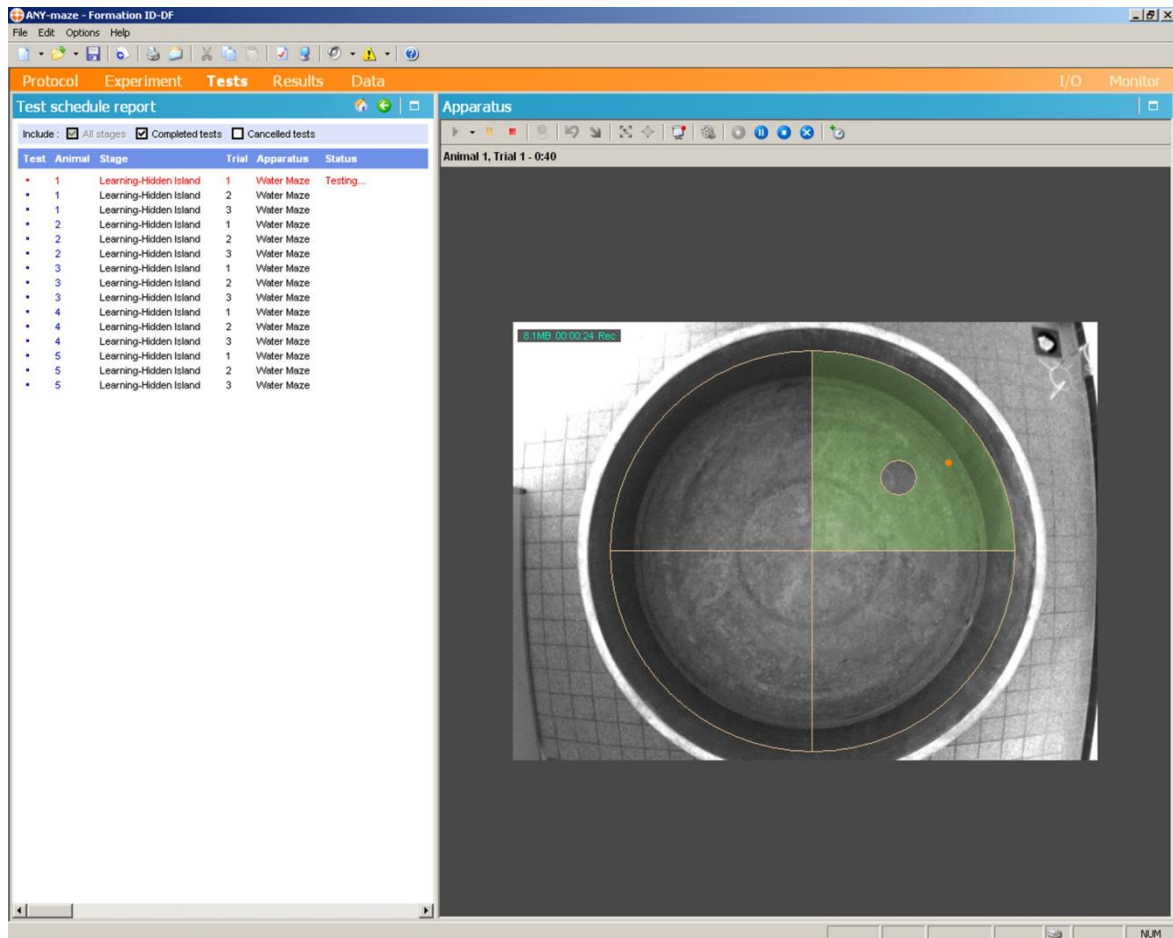 ANY-maze - Formation ID-DF
File Edit Options Help
Protocol Experiment Tests Results Data I/O Monitor
Test schedule report
Include : All stages Completed tests Cancelled tests
Test Animal Stage Trial Apparatus Status
1 Learning-Hidden Island 1 Water Maze Testing...
1 Learning-Hidden Island 2 Water Maze
1 Learning-Hidden Island 3 Water Maze
2 Learning-Hidden Island 1 Water Maze
2 Learning-Hidden Island 2 Water Maze
2 Learning-Hidden Island 3 Water Maze
3 Learning-Hidden Island 1 Water Maze
3 Learning-Hidden Island 2 Water Maze
3 Learning-Hidden Island 3 Water Maze
4 Learning-Hidden Island 1 Water Maze
4 Learning-Hidden Island 2 Water Maze
4 Learning-Hidden Island 3 Water Maze
5 Learning-Hidden Island 1 Water Maze
5 Learning-Hidden Island 2 Water Maze
5 Learning-Hidden Island 3 Water Maze
Apparatus
Animal 1, Trial 1 - 0:40
8.1MB 00:00:24 Rec
NUM